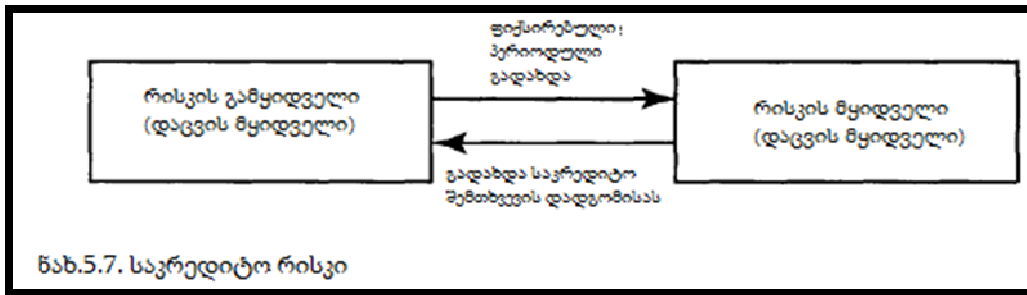 ფიქსირებული;
პერიოდული
გადახდა
რისკის გამყიდველი
(დაცვის მყიდველი)
რისკის მყიდველი
(დაცვის მყიდველი)
გადახდა საკრედიტო
შემთხვევის დადგომისას
ნახ.5.7. საკრედიტო რისკი